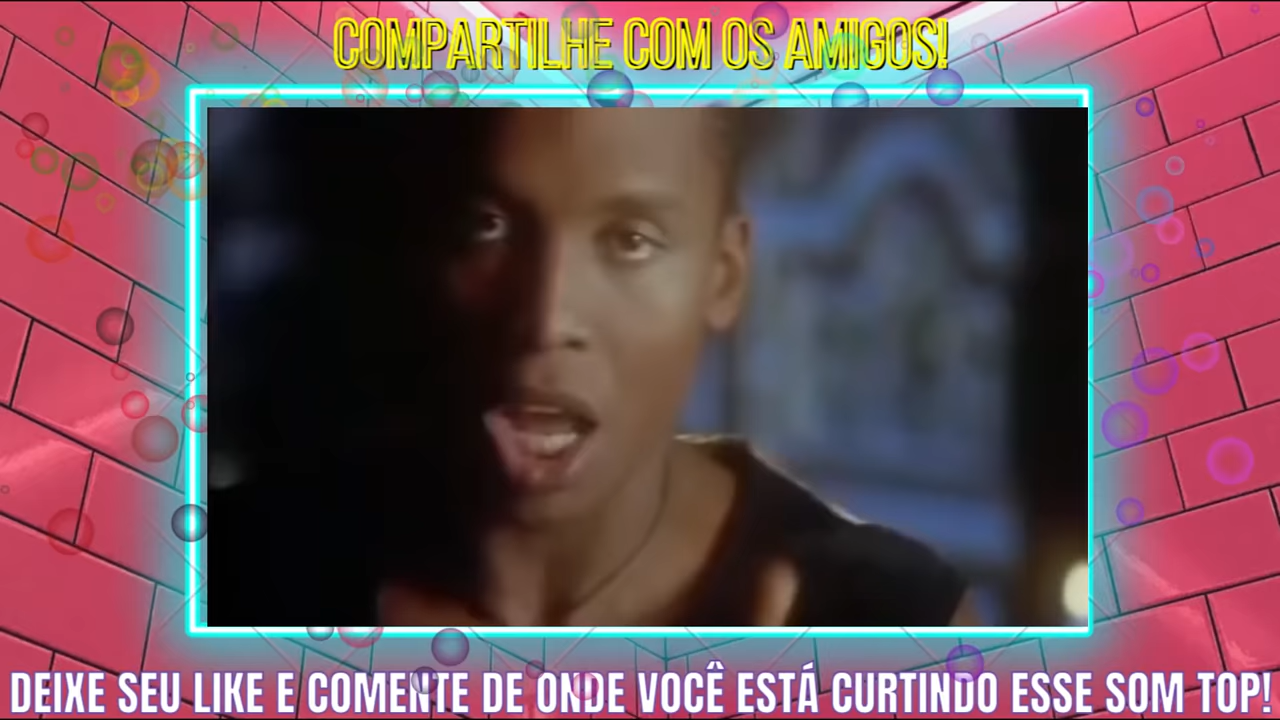 COMPARTILHE COM OS AMIGOS!
DEIXE SEU LIKE E COMENTE DE ONDE VOCÊ ESTÁ CURTINDO ESSE SOM TOP!